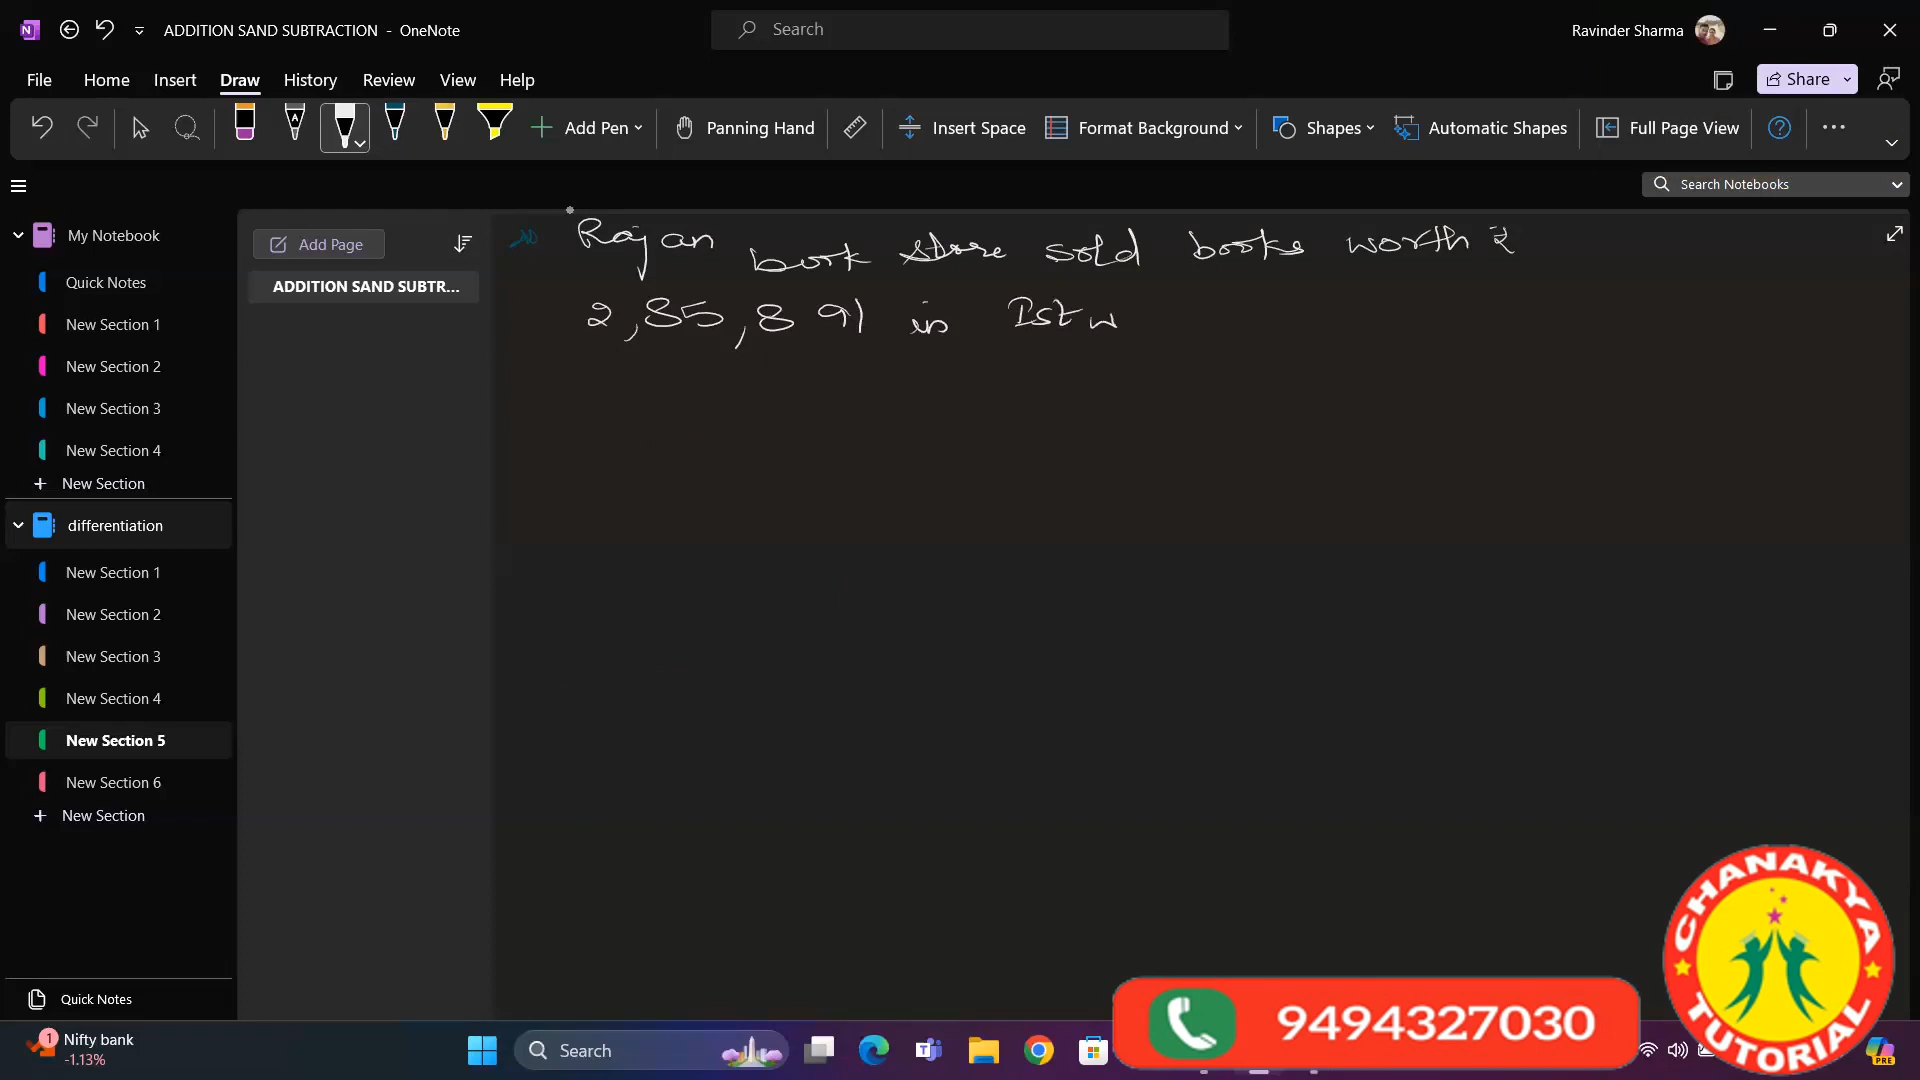 ADDITION SAND SUBTRACTION - OneNote
Search
Ravinder Sharma
File Home Insert Draw History Review View Help
Share
Add Pen Panning Hand Insert Space Format Background Shapes Automatic Shapes Full Page View
Search Notebooks
My Notebook
Quick Notes
New Section 1
New Section 2
New Section 3
New Section 4
New Section
differentiation
New Section 1
New Section 2
New Section 3
New Section 4
New Section 5
New Section 6
New Section
Quick Notes
Add Page
ADDITION SAND SUBTR...
Rajan book store sold books worth ₹
2,85,891 in Ist w
CHANAKYA
TUTORIAL
9494327030
1
Nifty bank
-1.13%
Search
PRE